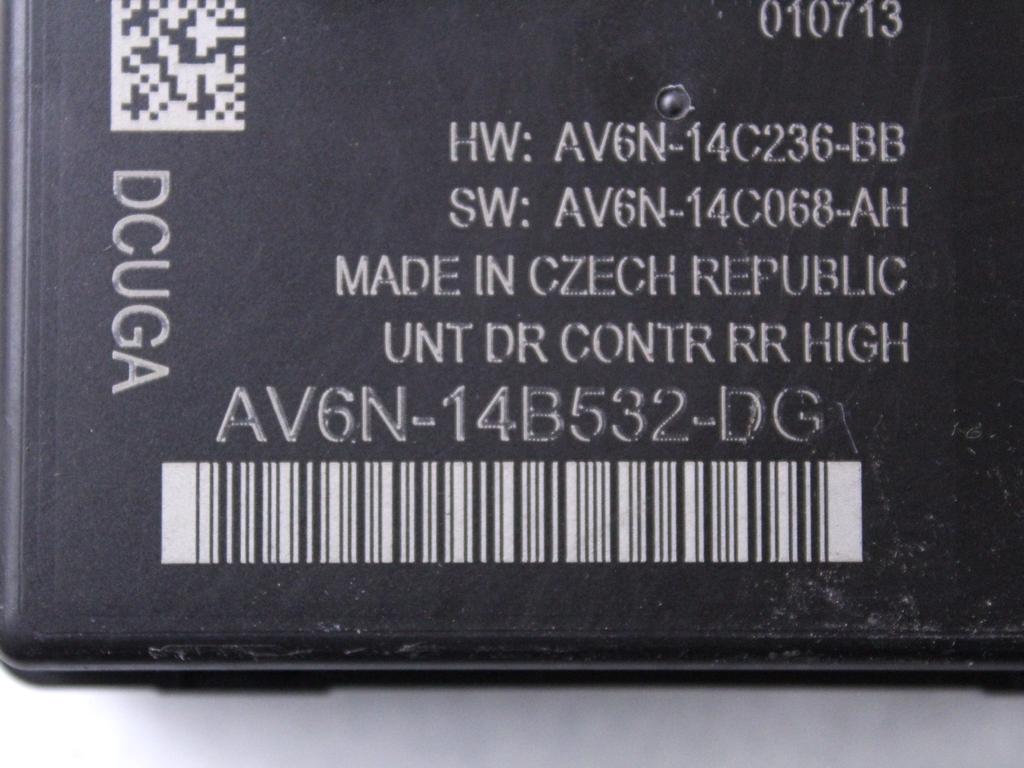 010713
HW: AV6N-14C236-BB
SW: AV6N-14C068-AH
MADE IN CZECH REPUBLIC
UNT DR CONTR RR HIGH
DCUGA
AV6N-14B532-DG